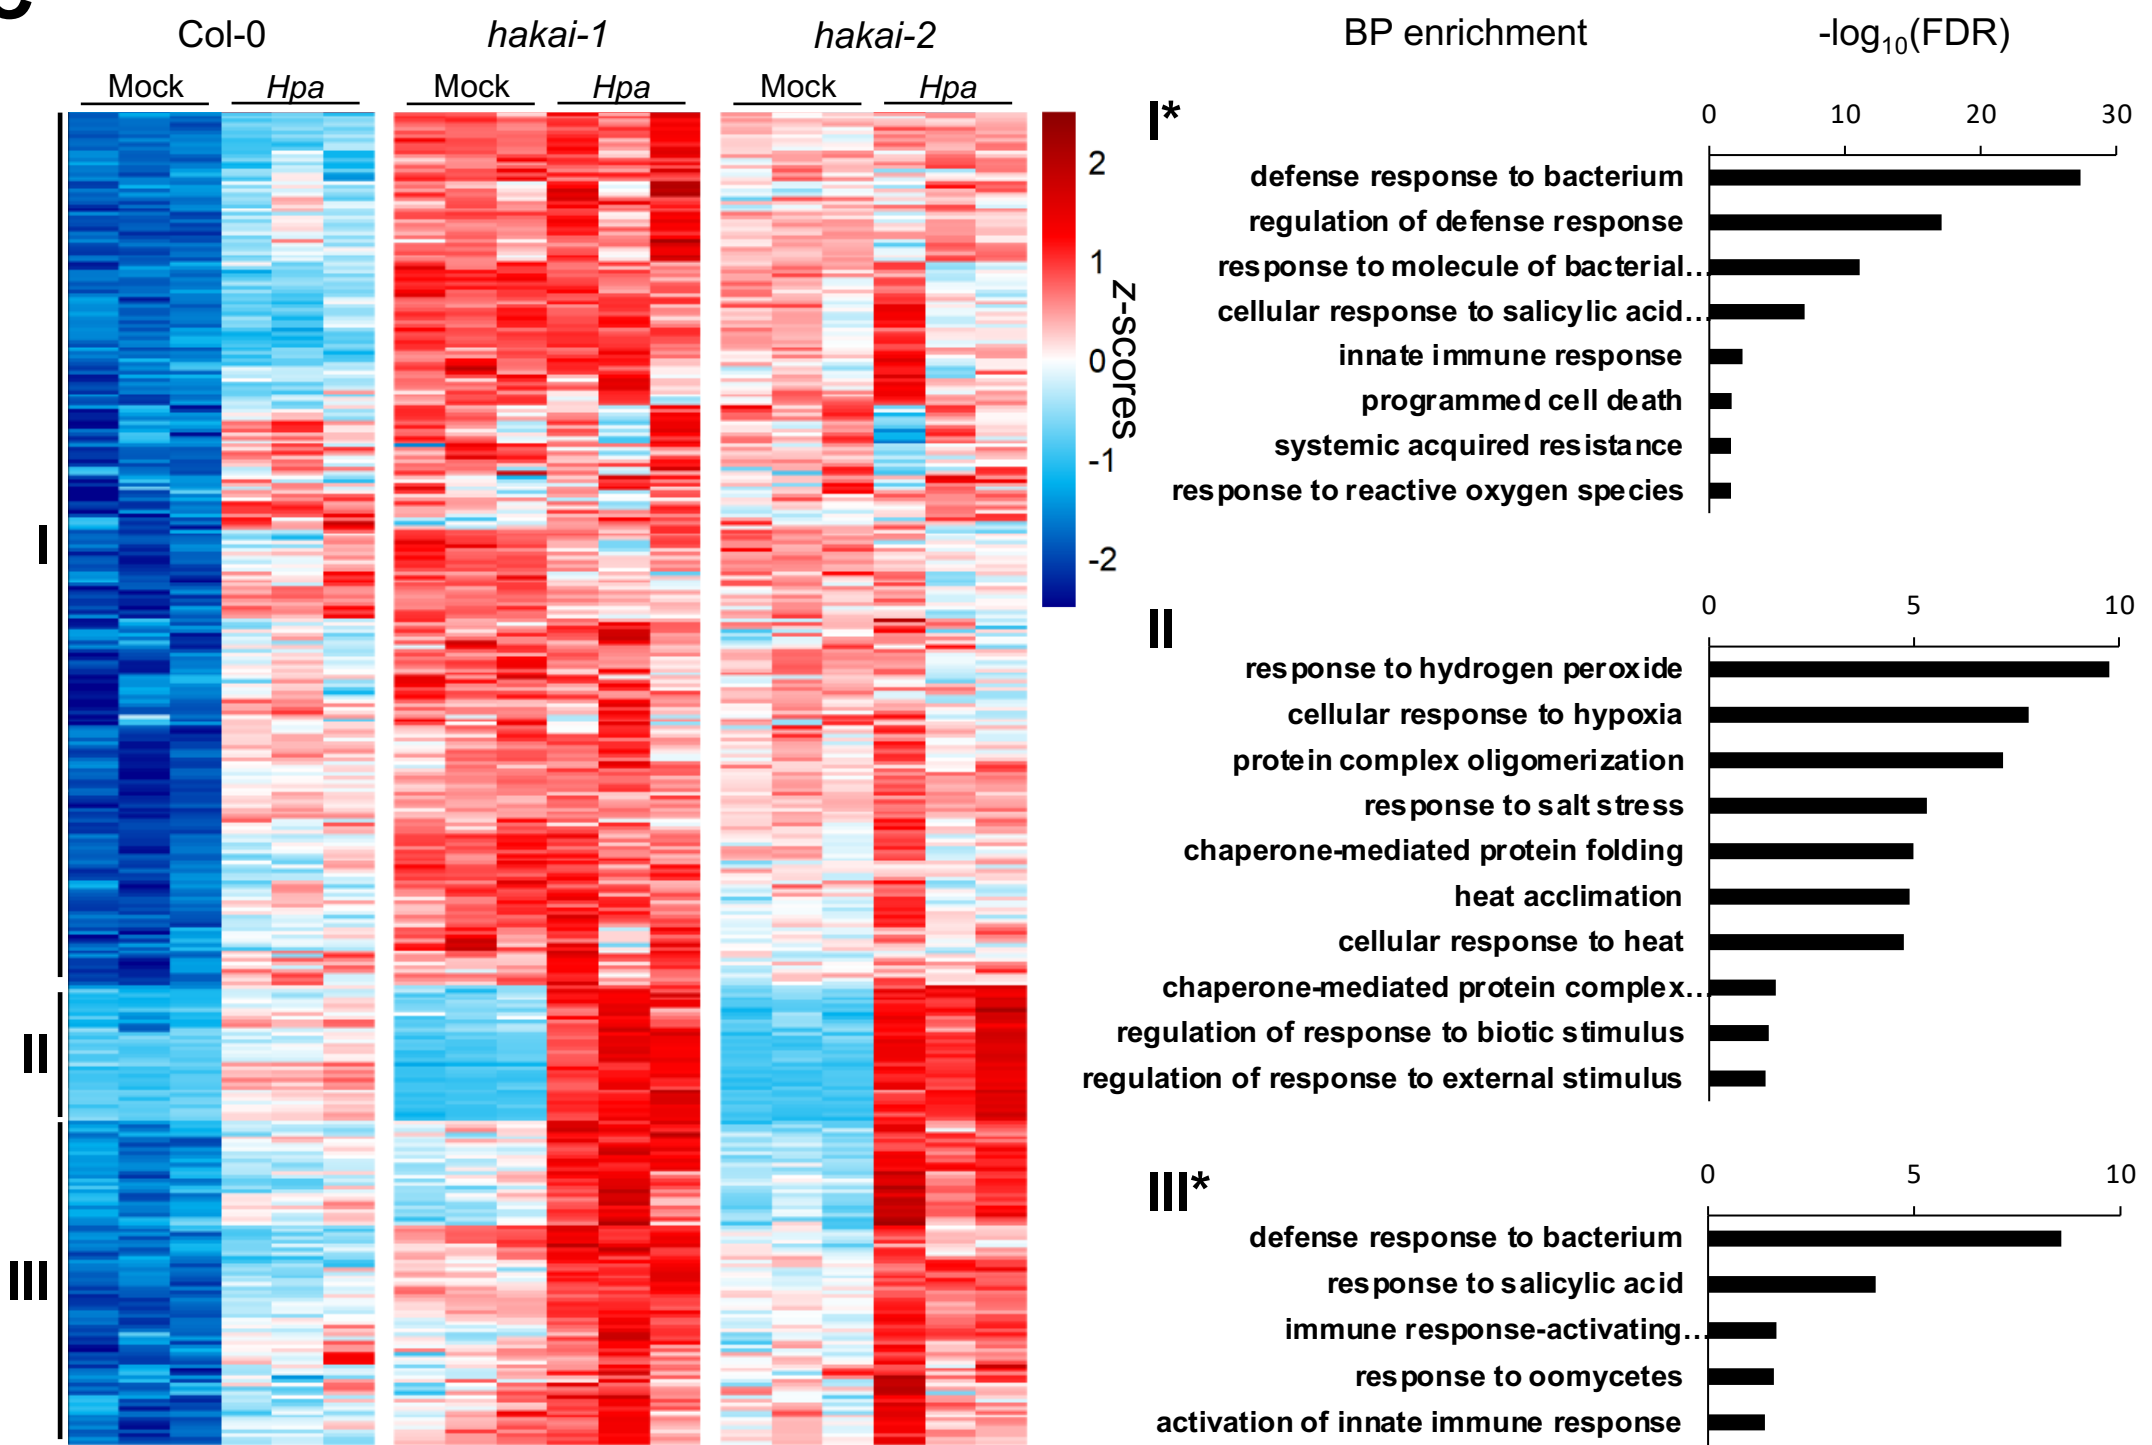 C
Col-0 hakai-1 hakai-2 BP enrichment -log10(FDR)
Mock Hpa Mock Hpa Mock Hpa
I* 0 10 20 30
2
1
0
-1
-2
z-scores
defense response to bacterium
regulation of defense response
response to molecule of bacterial...
cellular response to salicylic acid...
innate immune response
programmed cell death
systemic acquired resistance
response to reactive oxygen species
I
II 0 5 10
response to hydrogen peroxide
cellular response to hypoxia
protein complex oligomerization
response to salt stress
chaperone-mediated protein folding
heat acclimation
cellular response to heat
chaperone-mediated protein complex...
regulation of response to biotic stimulus
regulation of response to external stimulus
II
III* 0 5 10
defense response to bacterium
response to salicylic acid
immune response-activating...
response to oomycetes
activation of innate immune response
III